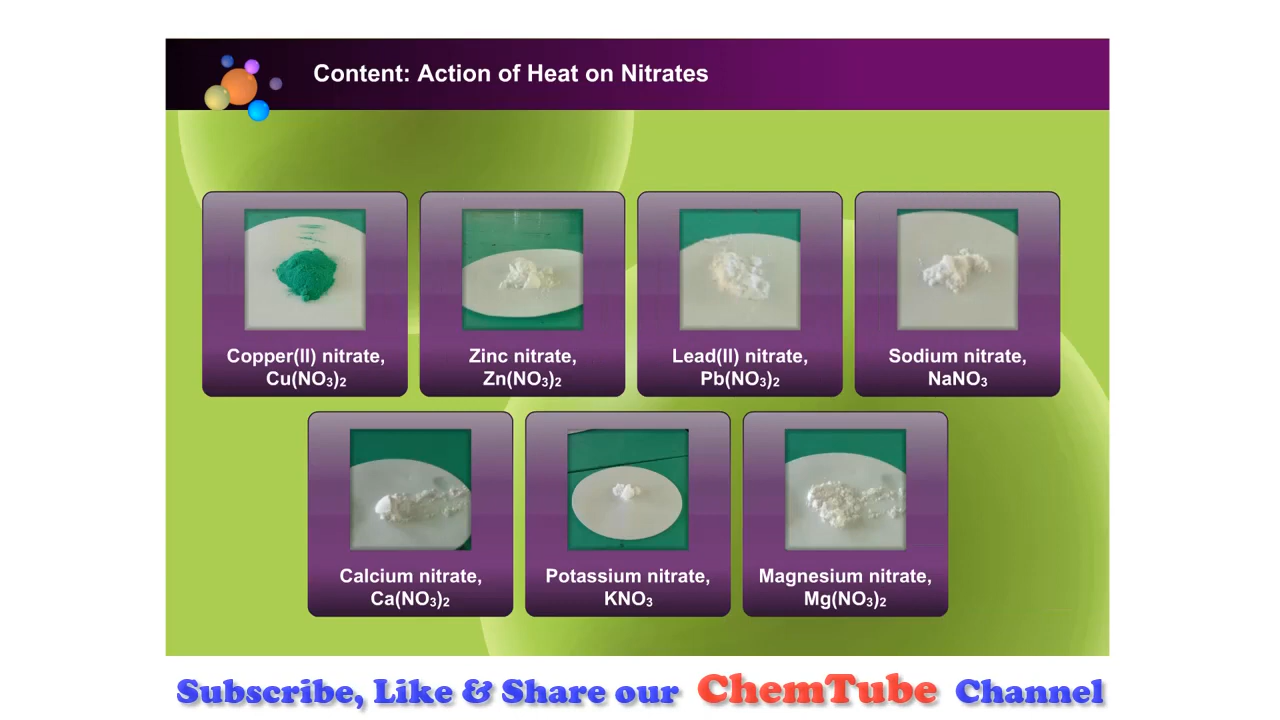 Content: Action of Heat on Nitrates
Copper(II) nitrate,
Cu(NO₃)₂
Zinc nitrate,
Zn(NO₃)₂
Lead(II) nitrate,
Pb(NO₃)₂
Sodium nitrate,
NaNO₃
Calcium nitrate,
Ca(NO₃)₂
Potassium nitrate,
KNO₃
Magnesium nitrate,
Mg(NO₃)₂
Subscribe, Like & Share our ChemTube Channel